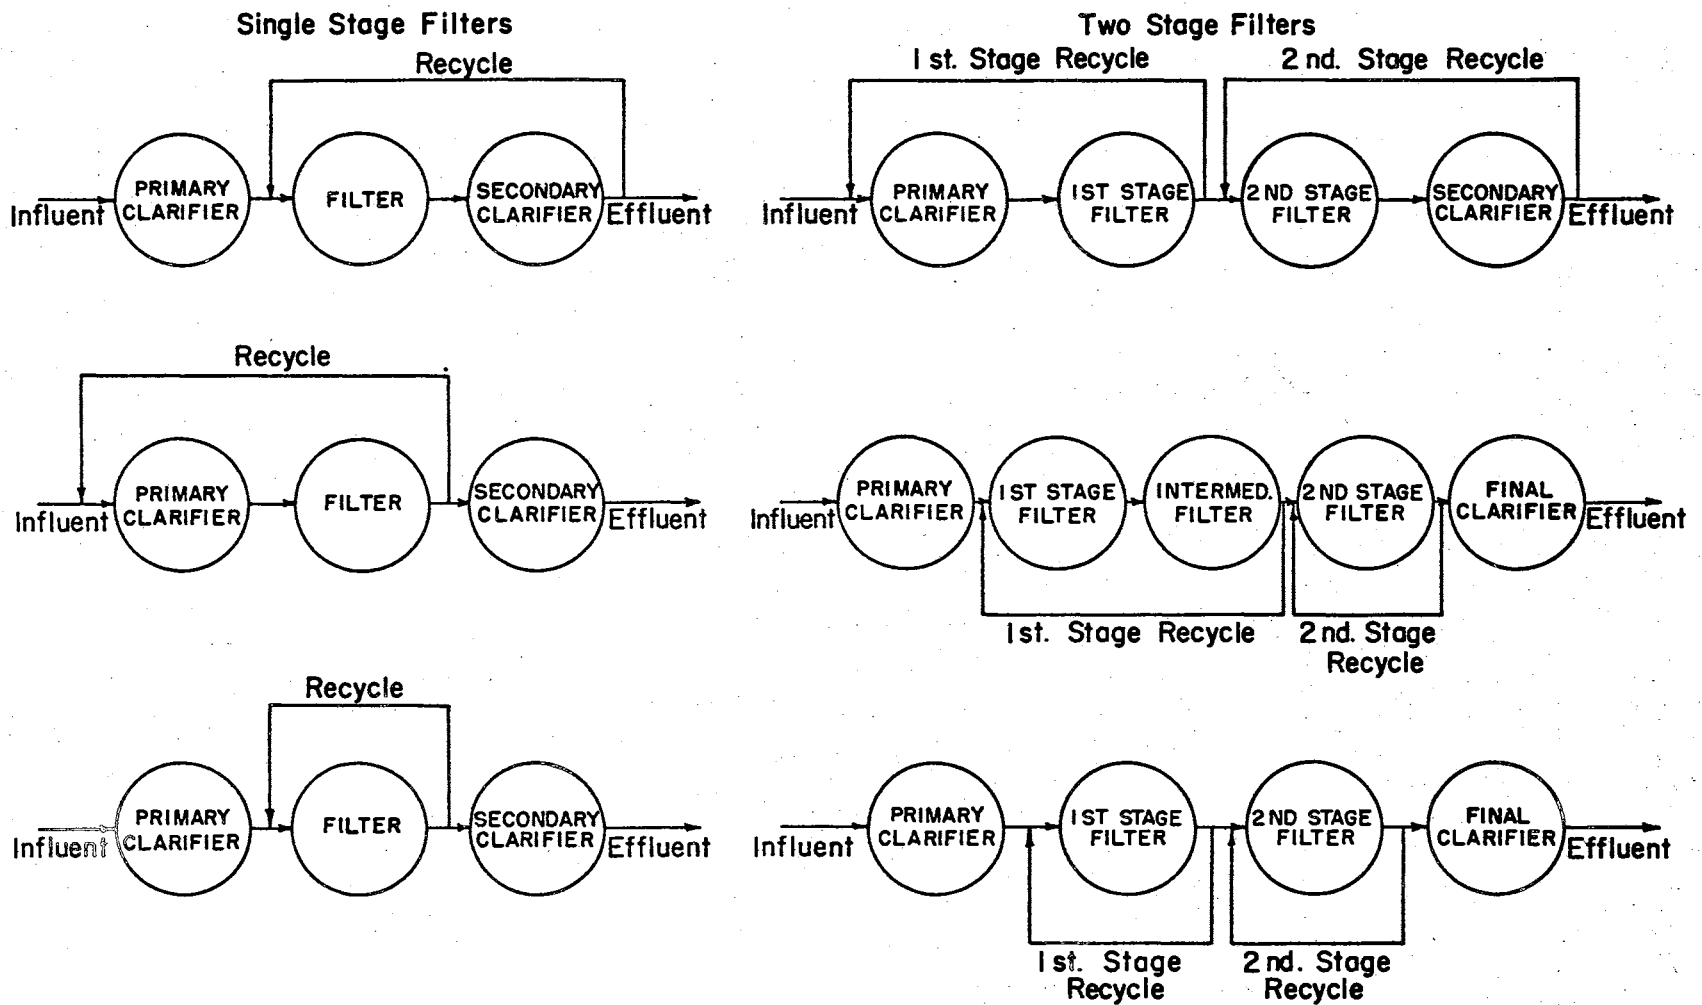 Single Stage Filters
Recycle
PRIMARY
CLARIFIER
FILTER
SECONDARY
CLARIFIER
Influent
Effluent
Recycle
PRIMARY
CLARIFIER
FILTER
SECONDARY
CLARIFIER
Influent
Effluent
Recycle
PRIMARY
CLARIFIER
FILTER
SECONDARY
CLARIFIER
Influent
Effluent
Two Stage Filters
1st. Stage Recycle
2nd. Stage Recycle
PRIMARY
CLARIFIER
1ST STAGE
FILTER
2ND STAGE
FILTER
SECONDARY
CLARIFIER
Influent
Effluent
PRIMARY
CLARIFIER
1ST STAGE
FILTER
INTERMED.
FILTER
2ND STAGE
FILTER
FINAL
CLARIFIER
Influent
Effluent
1st. Stage Recycle
2nd. Stage
Recycle
PRIMARY
CLARIFIER
1ST STAGE
FILTER
2ND STAGE
FILTER
FINAL
CLARIFIER
Influent
Effluent
1st. Stage
Recycle
2nd. Stage
Recycle